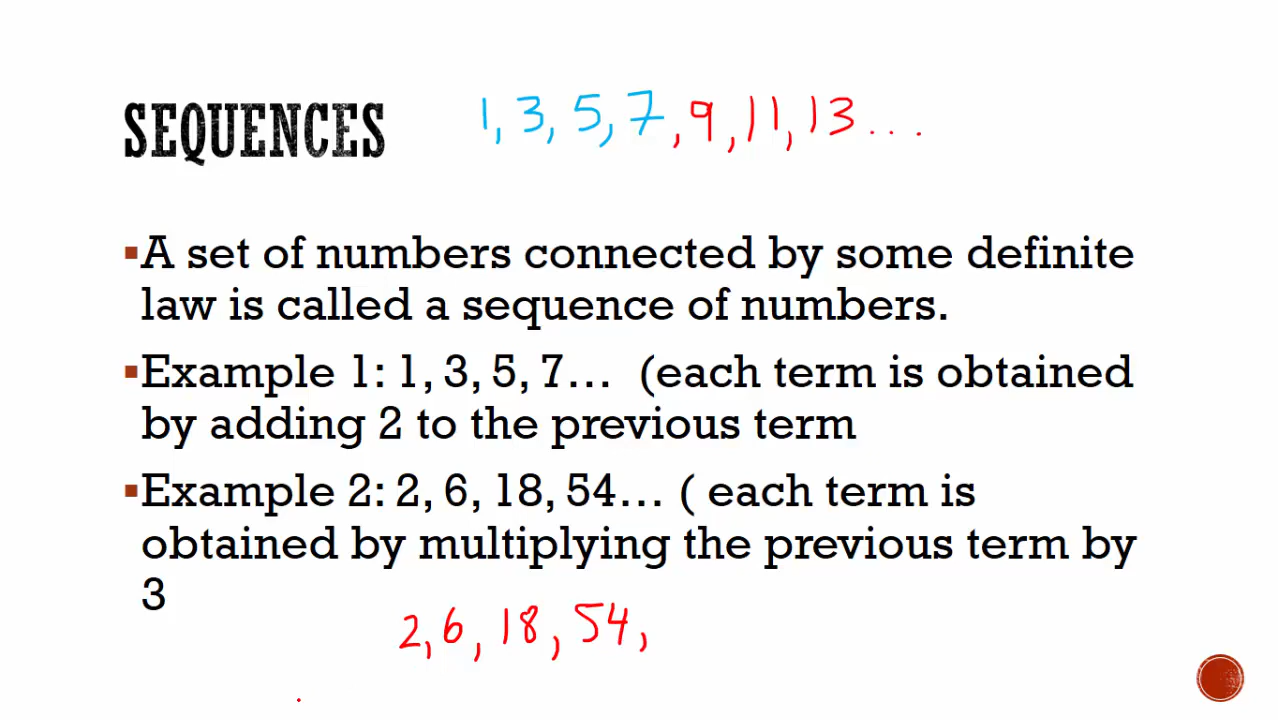 SEQUENCES 1, 3, 5, 7, 9, 11, 13...
▪A set of numbers connected by some definite
law is called a sequence of numbers.
▪Example 1: 1, 3, 5, 7… (each term is obtained
by adding 2 to the previous term
▪Example 2: 2, 6, 18, 54… ( each term is
obtained by multiplying the previous term by
3
2, 6, 18, 54,